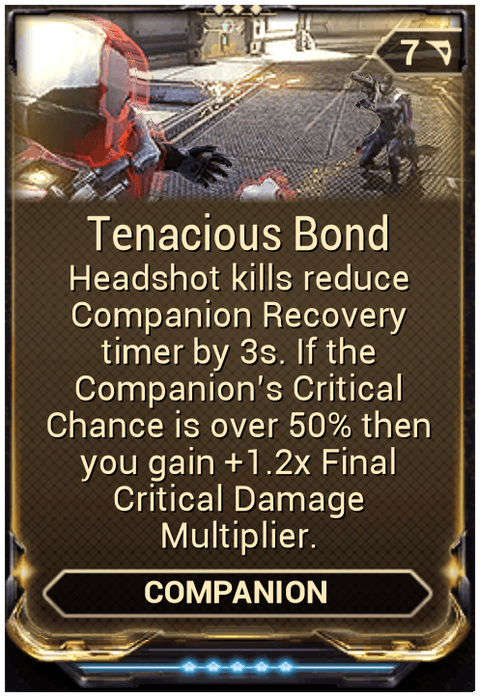 7
Tenacious Bond
Headshot kills reduce
Companion Recovery
timer by 3s. If the
Companion's Critical
Chance is over 50% then
you gain +1.2x Final
Critical Damage
Multiplier.
COMPANION